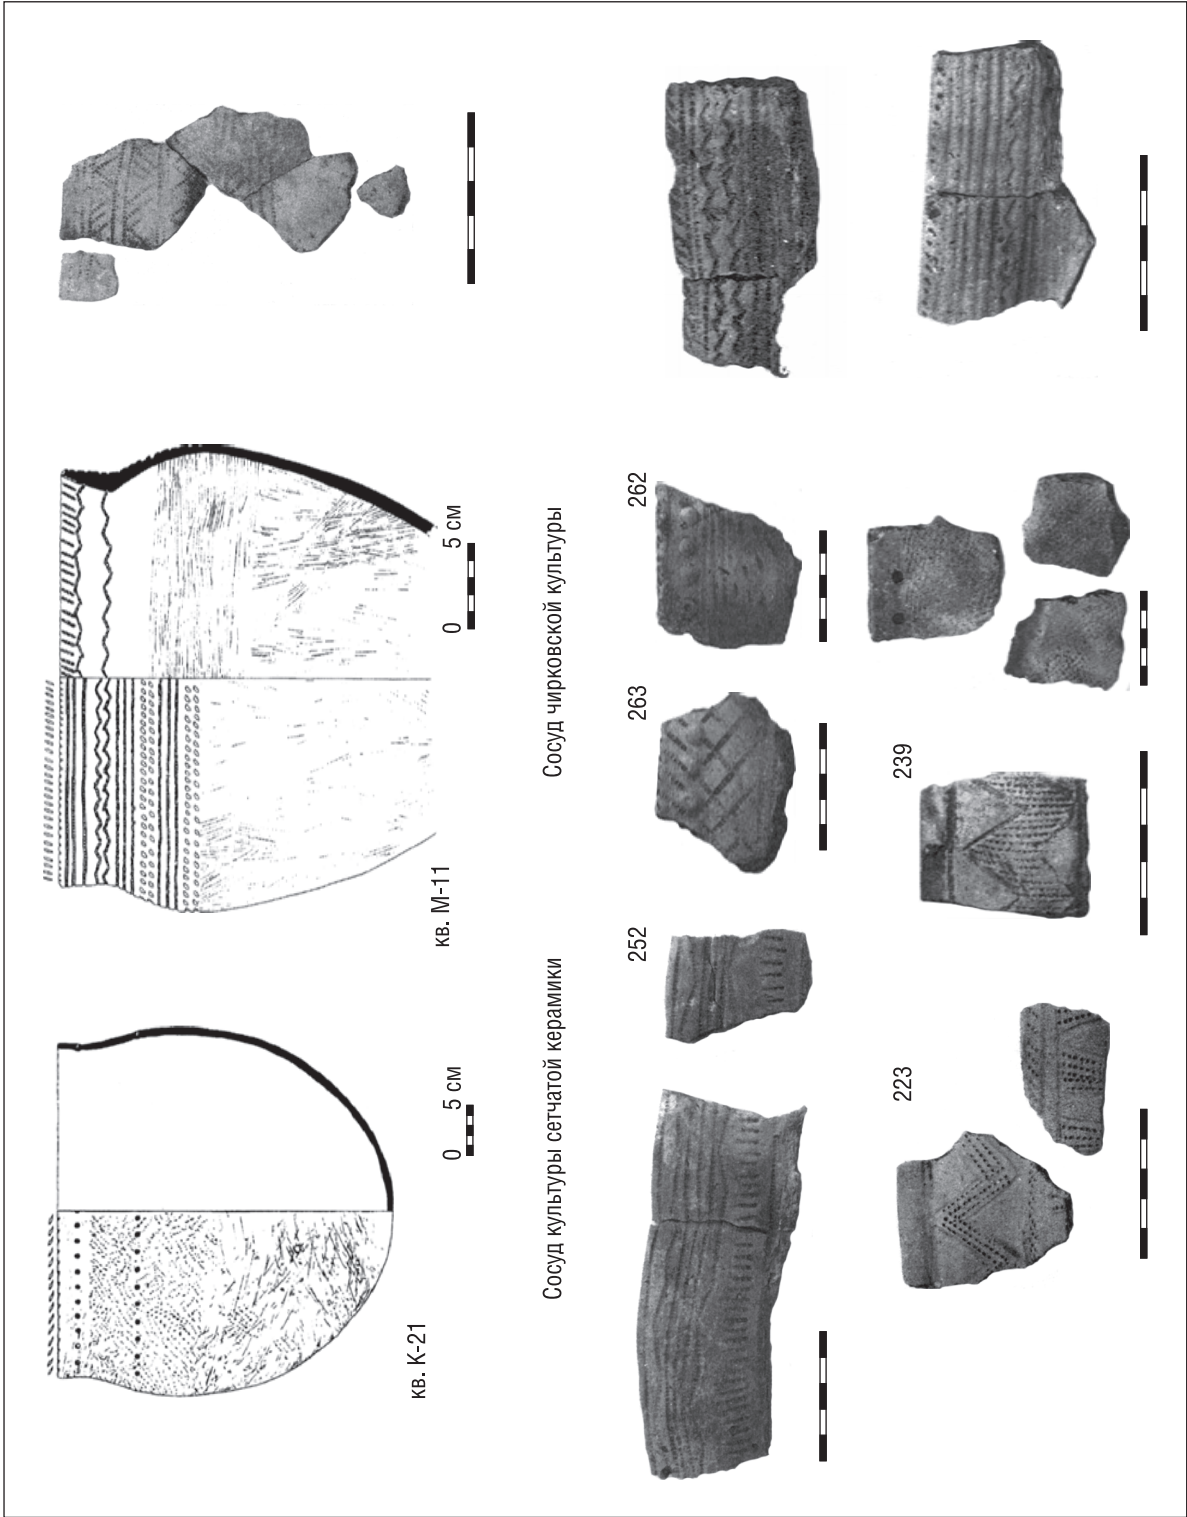 кв. К-21
0 5 см
кв. М-11
0 5 см
Сосуд культуры сетчатой керамики
Сосуд чирковской культуры
252
263
262
223
239